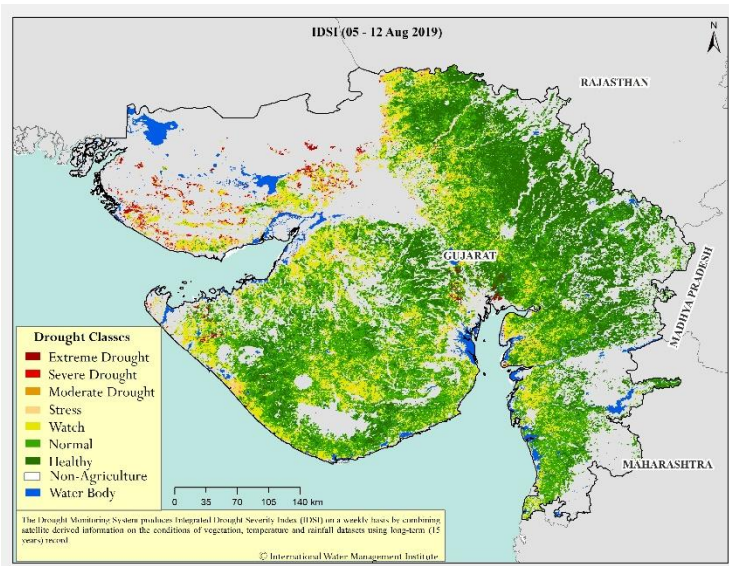 IDSI (05 - 12 Aug 2019)
N
RAJASTHAN
GUJARAT
MADHYA PRADESH
MAHARASHTRA
Drought Classes
Extreme Drought
Severe Drought
Moderate Drought
Stress
Watch
Normal
Healthy
Non-Agriculture
Water Body
0 35 70 105 140 km
The Drought Monitoring System produces Integrated Drought Severity Index (IDSI) on a weekly basis by combining
satellite derived information on the conditions of vegetation, temperature and rainfall datasets using long-term (15
years) record
© International Water Management Institute